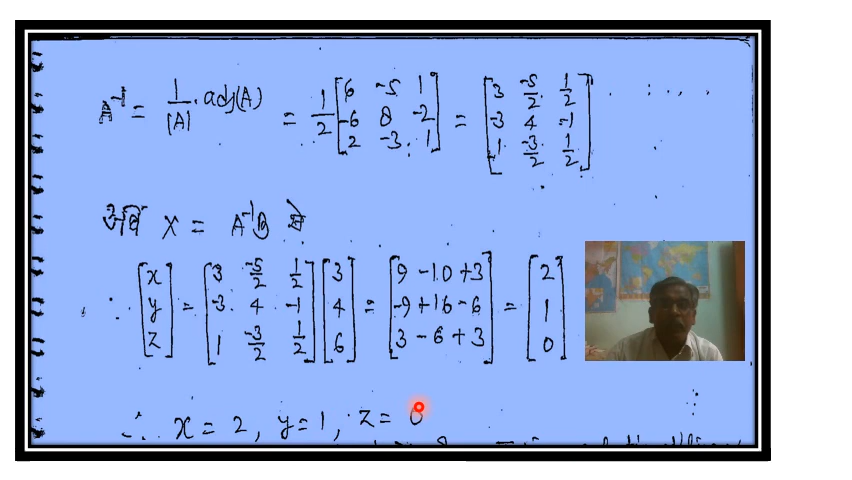 A⁻¹ = 1/|A| · adj(A) = 1/2 [6 -5 1; -6 8 -2; 2 -3 1] = [3 -5/2 1/2; -3 4 -1; 1 -3/2 1/2]
अब X = A⁻¹B से
∴ [x; y; z] = [3 -5/2 1/2; -3 4 -1; 1 -3/2 1/2] [3; 4; 6] = [9 -10 +3; -9 +16 -6; 3 -6 +3] = [2; 1; 0]
∴ x = 2, y = 1, z = 0